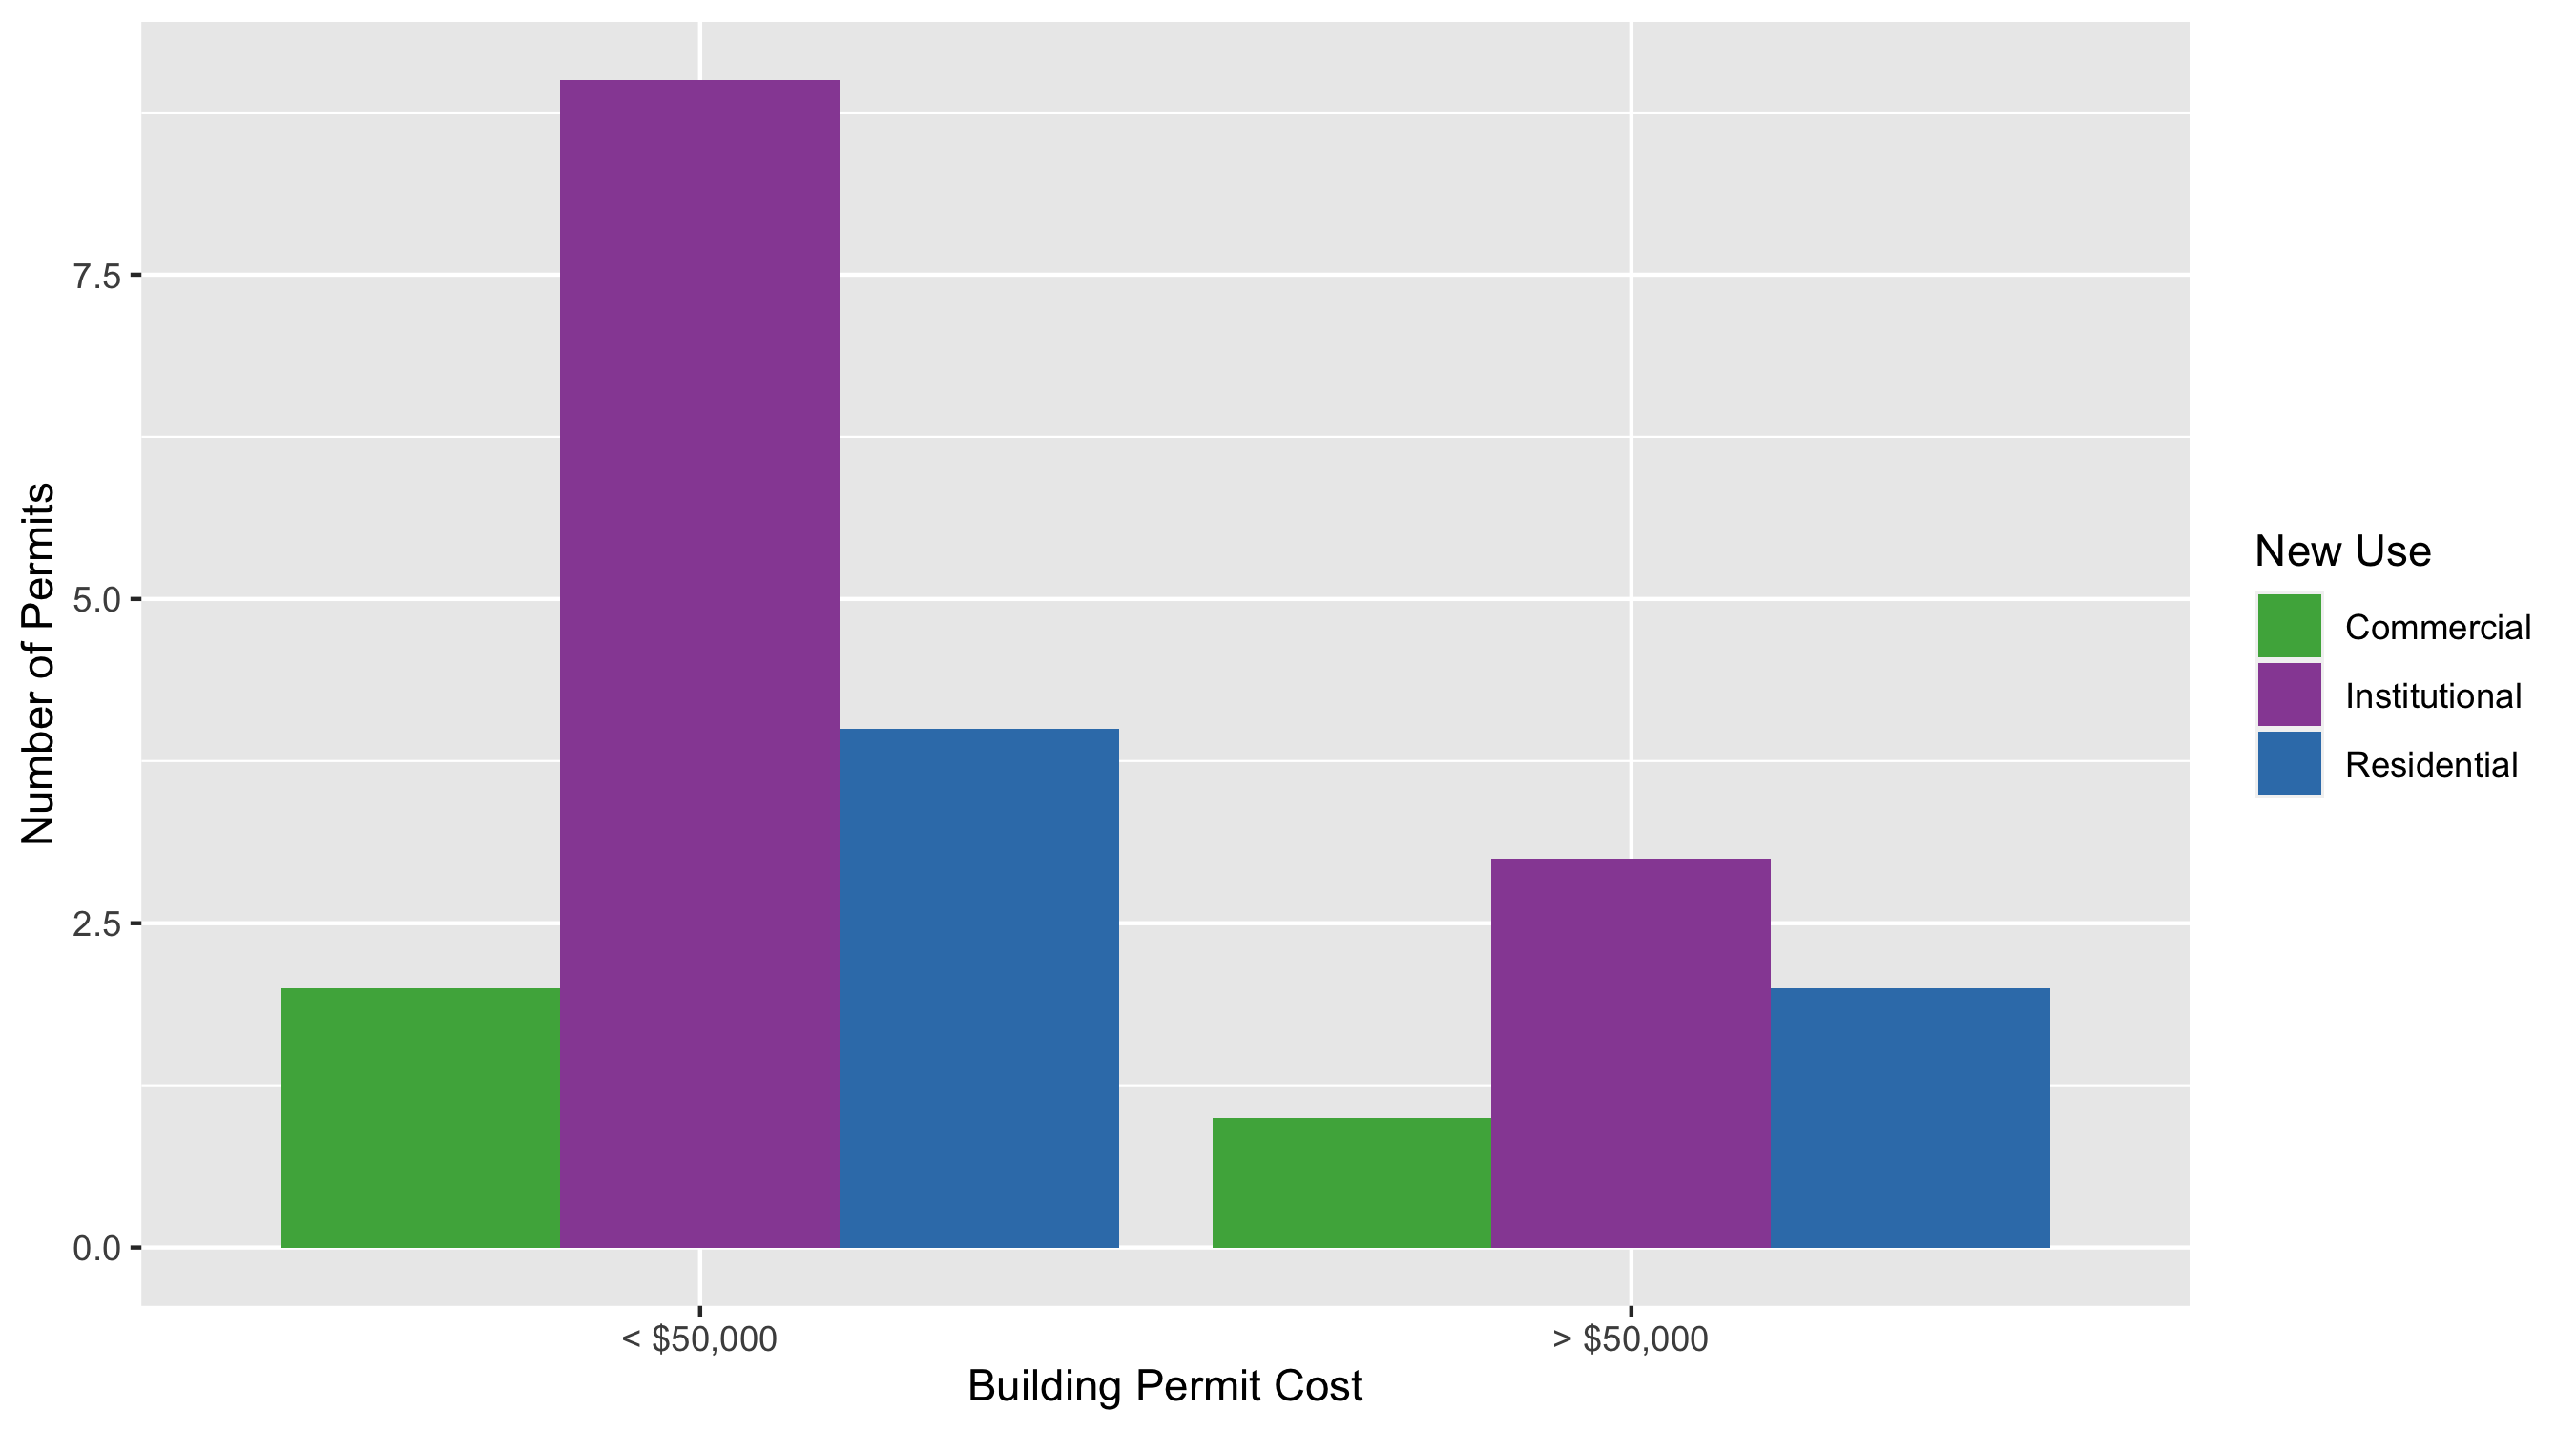 7.5
5.0
2.5
0.0
Number of Permits
< $50,000
> $50,000
Building Permit Cost
New Use
Commercial
Institutional
Residential